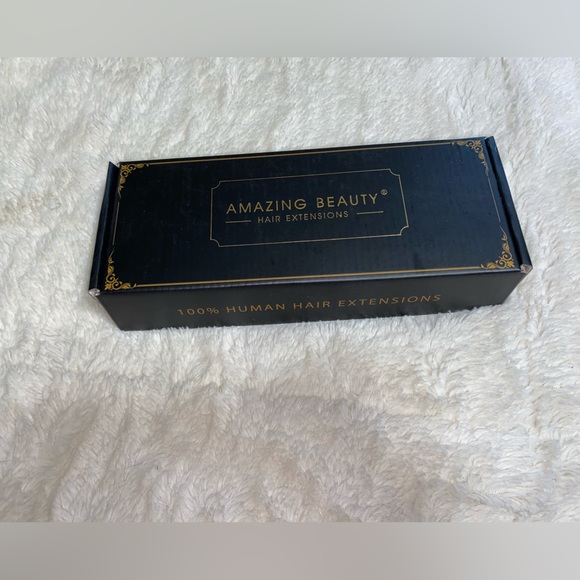 AMAZING BEAUTY®
HAIR EXTENSIONS
100% HUMAN HAIR EXTENSIONS